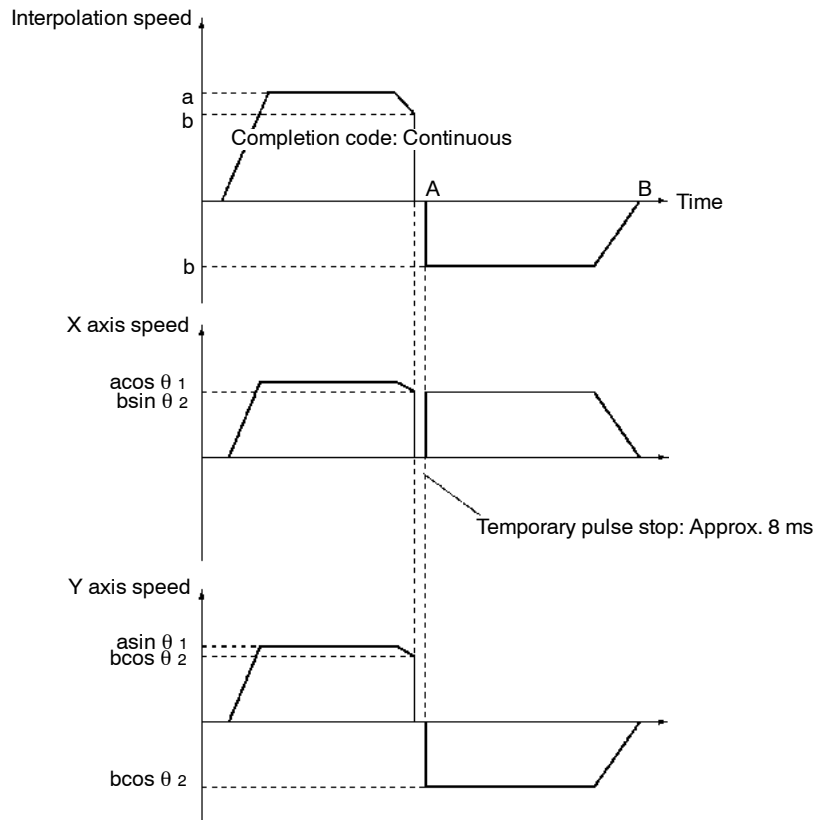 Interpolation speed
a
b
Completion code: Continuous
A
B
Time
b
X axis speed
acos θ 1
bsin θ 2
Temporary pulse stop: Approx. 8 ms
Y axis speed
asin θ 1
bcos θ 2
bcos θ 2